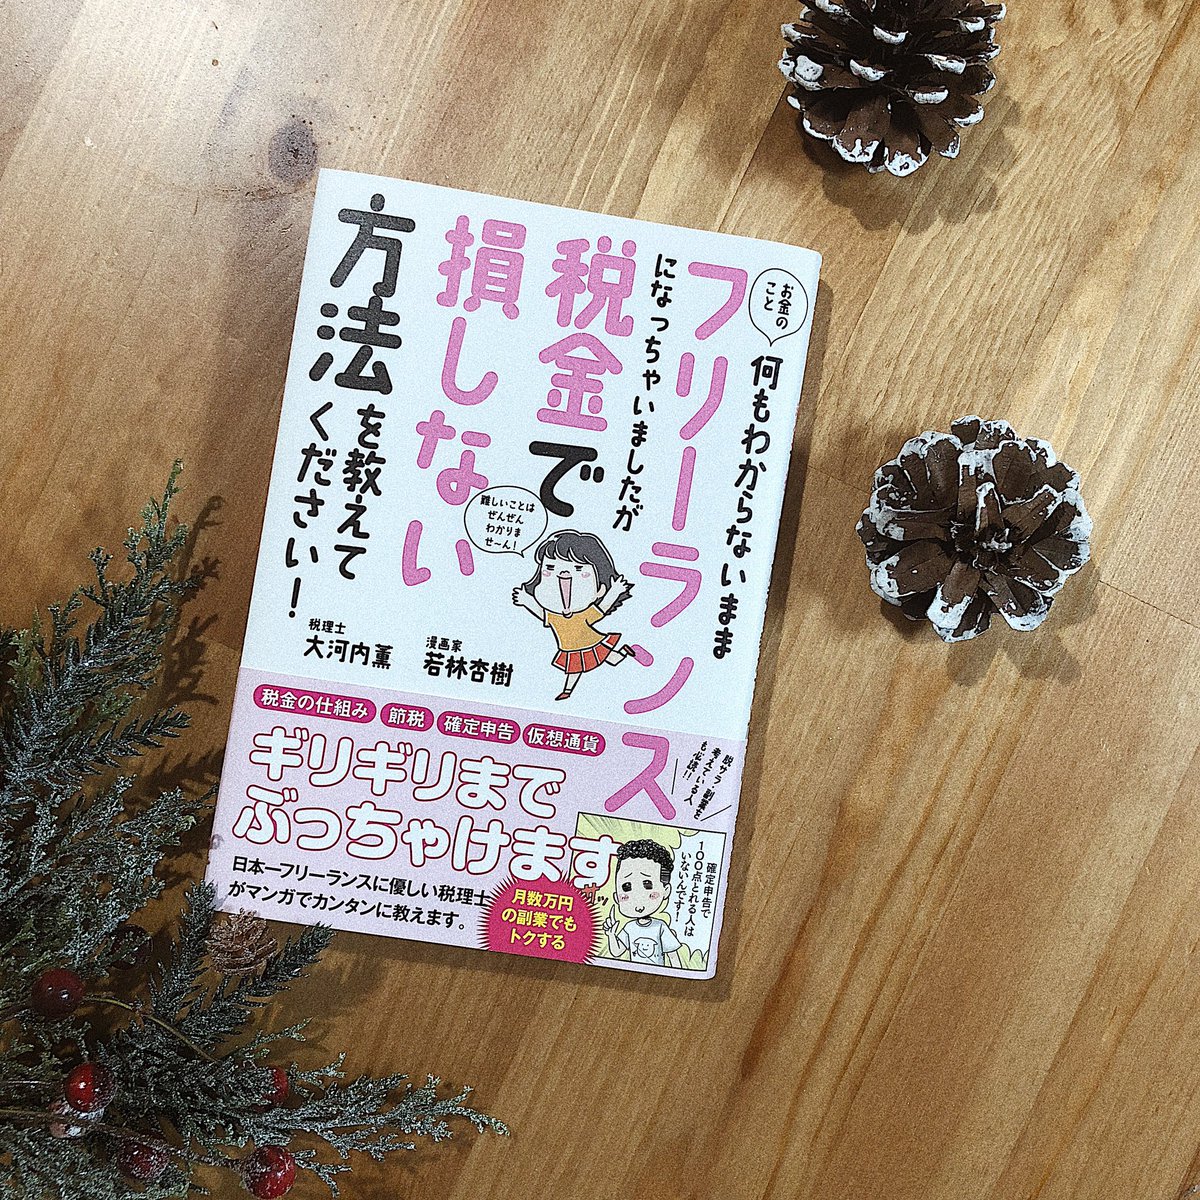 お金の
こと
何もわからないまま
フリーランス
になっちゃいましたが
税金で
損しない
方法を教えて
ください！
難しいことは
ぜんぜん
わかりま
せ〜ん！
税理士
大河内薫
漫画家
若林杏樹
税金の仕組み 節税 確定申告 仮想通貨
ギリギリまで
ぶっちゃけます
脱サラ 副業を
考えている人
も必読!!
日本一フリーランスに優しい税理士
がマンガでカンタンに教えます。
月数万円
の副業でも
トクする
確定申告で
100点とれる人は
いないんです！